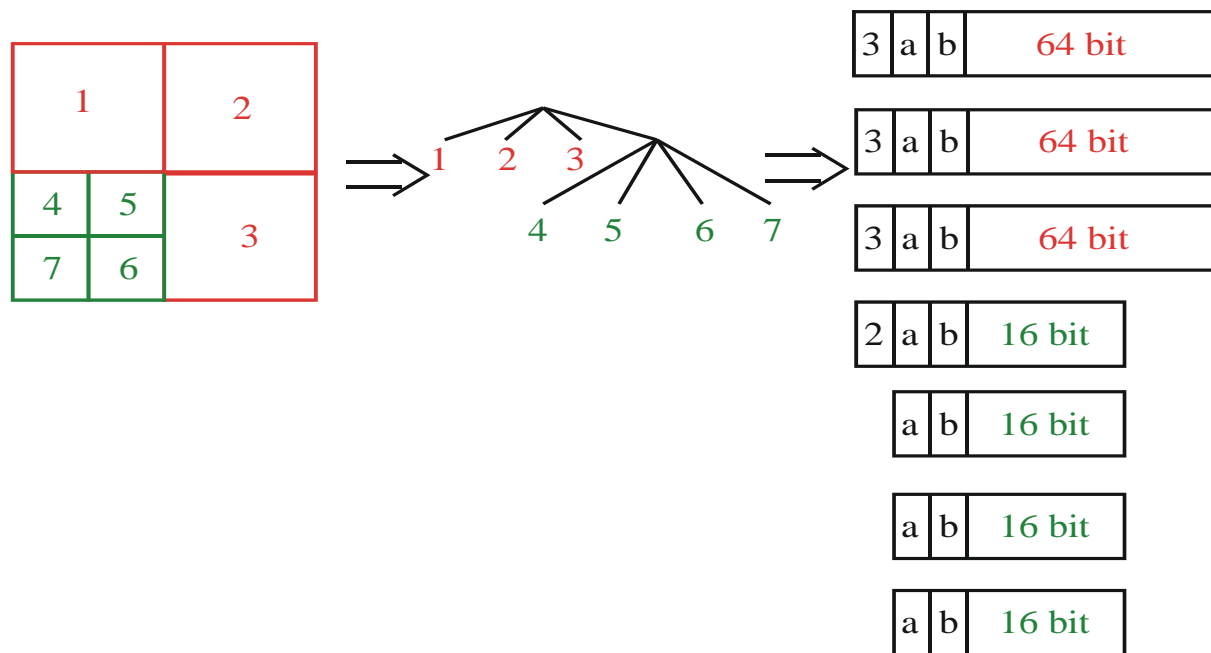 1 2
4 5
3
7 6
1 2 3
4 5 6 7
3 a b 64 bit
3 a b 64 bit
3 a b 64 bit
2 a b 16 bit
a b 16 bit
a b 16 bit
a b 16 bit